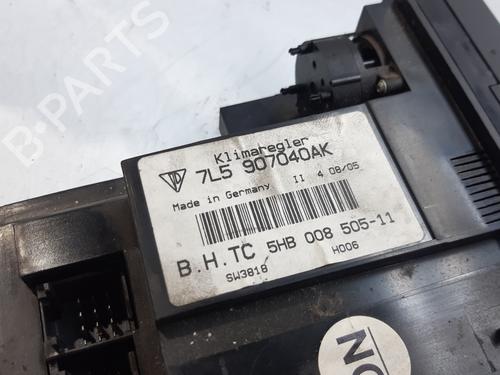 B-PARTS
Klimaregler
7L5 907040AK
Made in Germany II 4 08/05
B.H.TC 5HB 008 505-11
SW3818 H006
NO